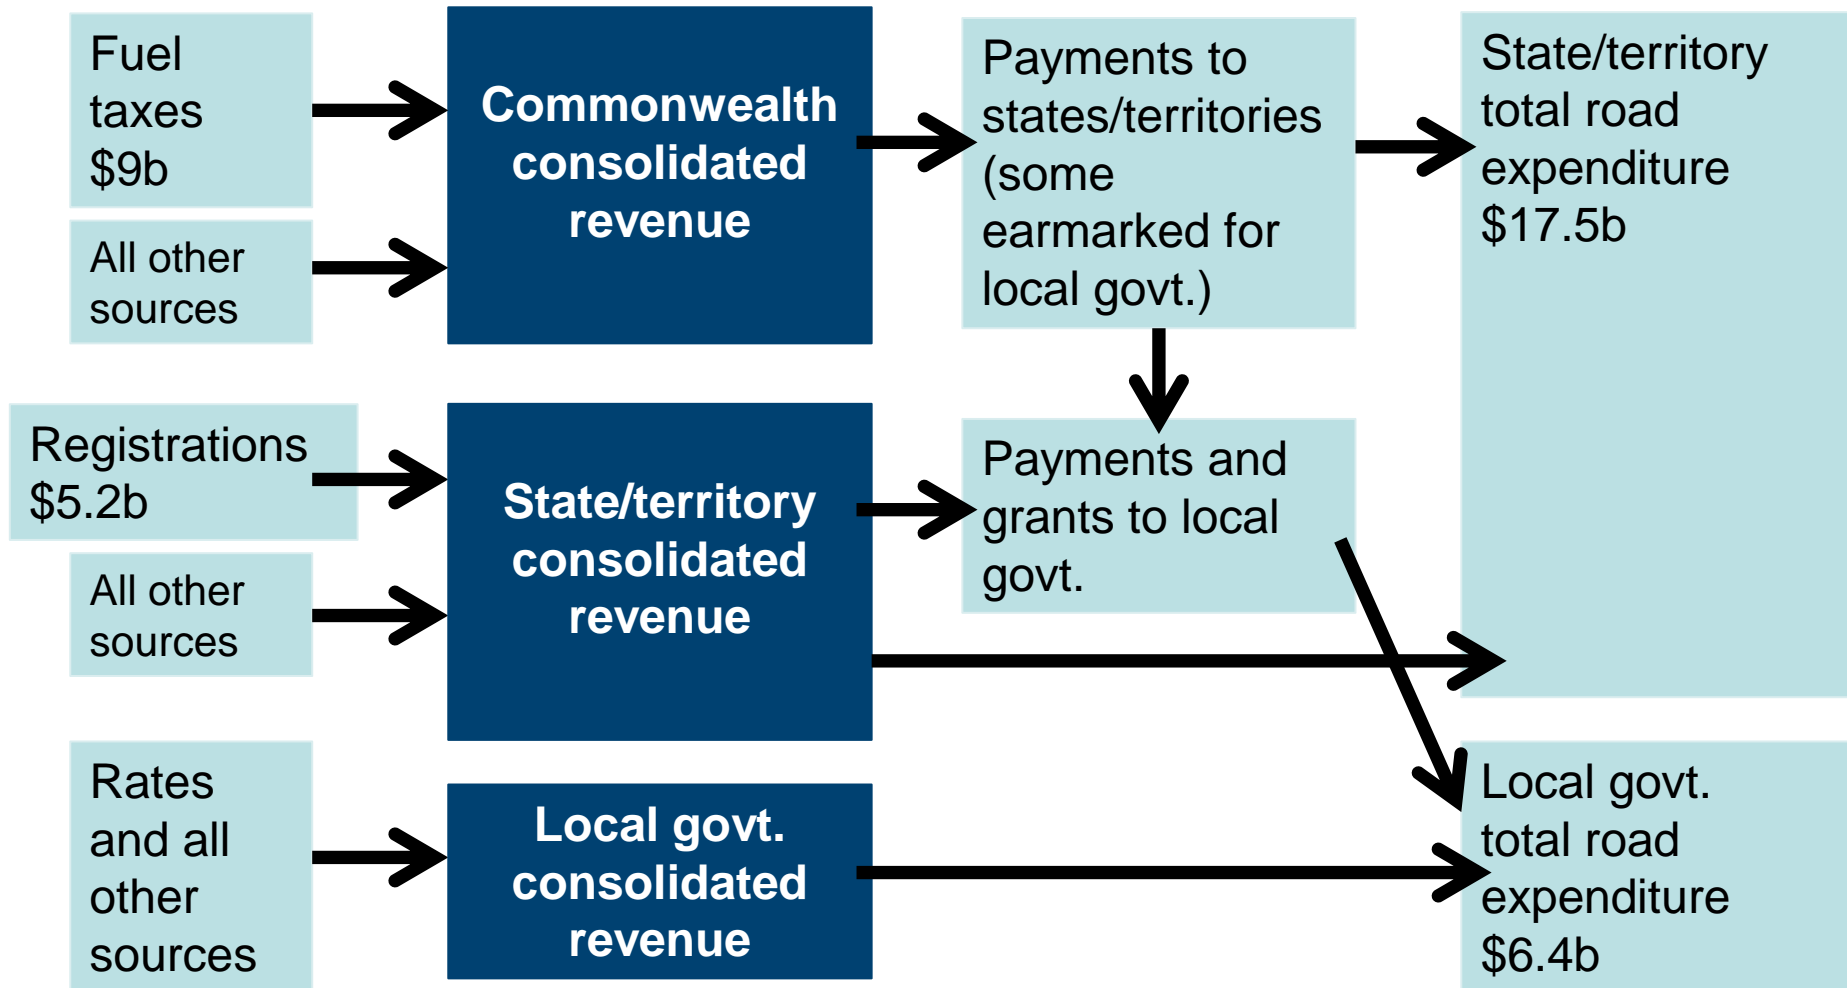 Fuel
taxes
$9b
All other
sources
Commonwealth
consolidated
revenue
Payments to
states/territories
(some
earmarked for
local govt.)
State/territory
total road
expenditure
$17.5b
Registrations
$5.2b
All other
sources
State/territory
consolidated
revenue
Payments and
grants to local
govt.
Rates
and all
other
sources
Local govt.
consolidated
revenue
Local govt.
total road
expenditure
$6.4b